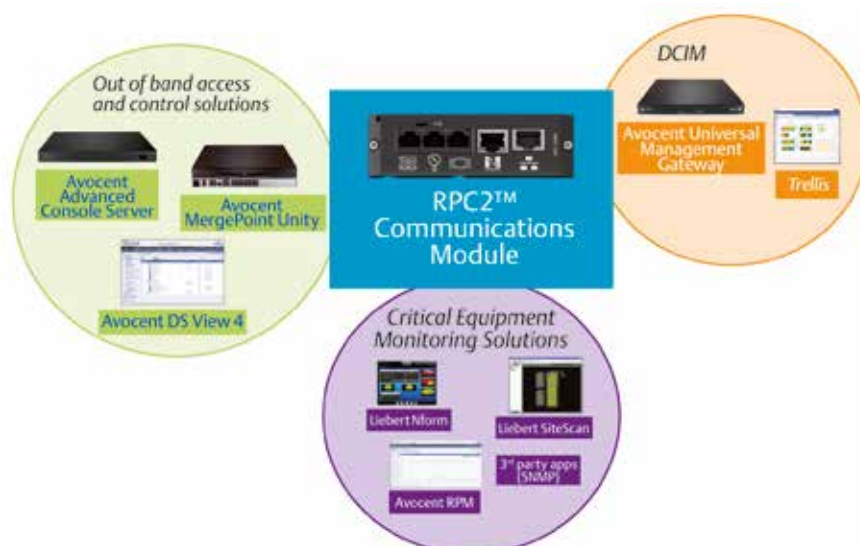 Out of band access
and control solutions
Avocent
Advanced
Console Server
Avocent
MergePoint Unity
Avocent DS View 4
RPC2™
Communications
Module
DCIM
Avocent Universal
Management
Gateway
Trellis
Critical Equipment
Monitoring Solutions
Liebert Nform
Liebert SiteScan
Avocent RPM
3rd party apps
(SNMP)